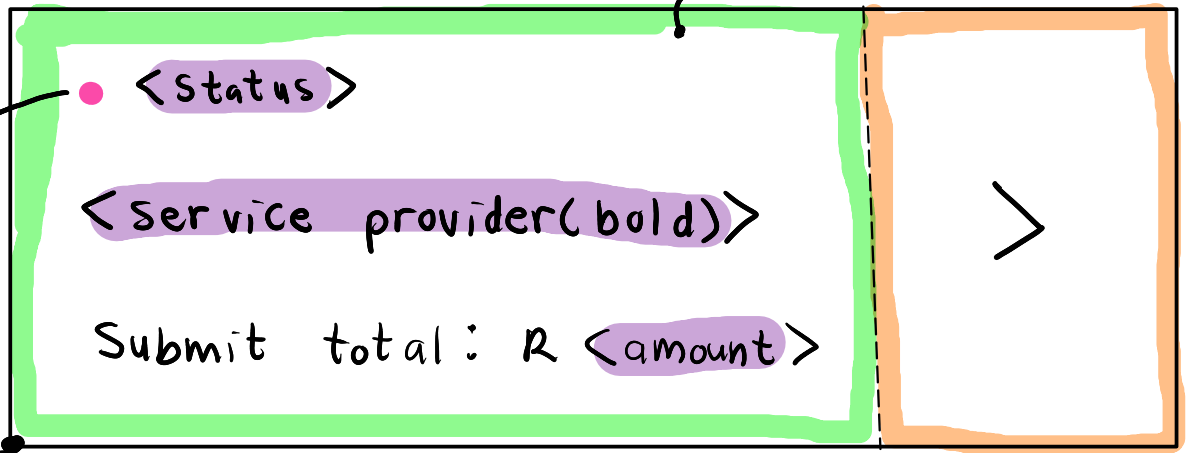 <status>
<service provider(bold)>
Submit total: R <amount>
>